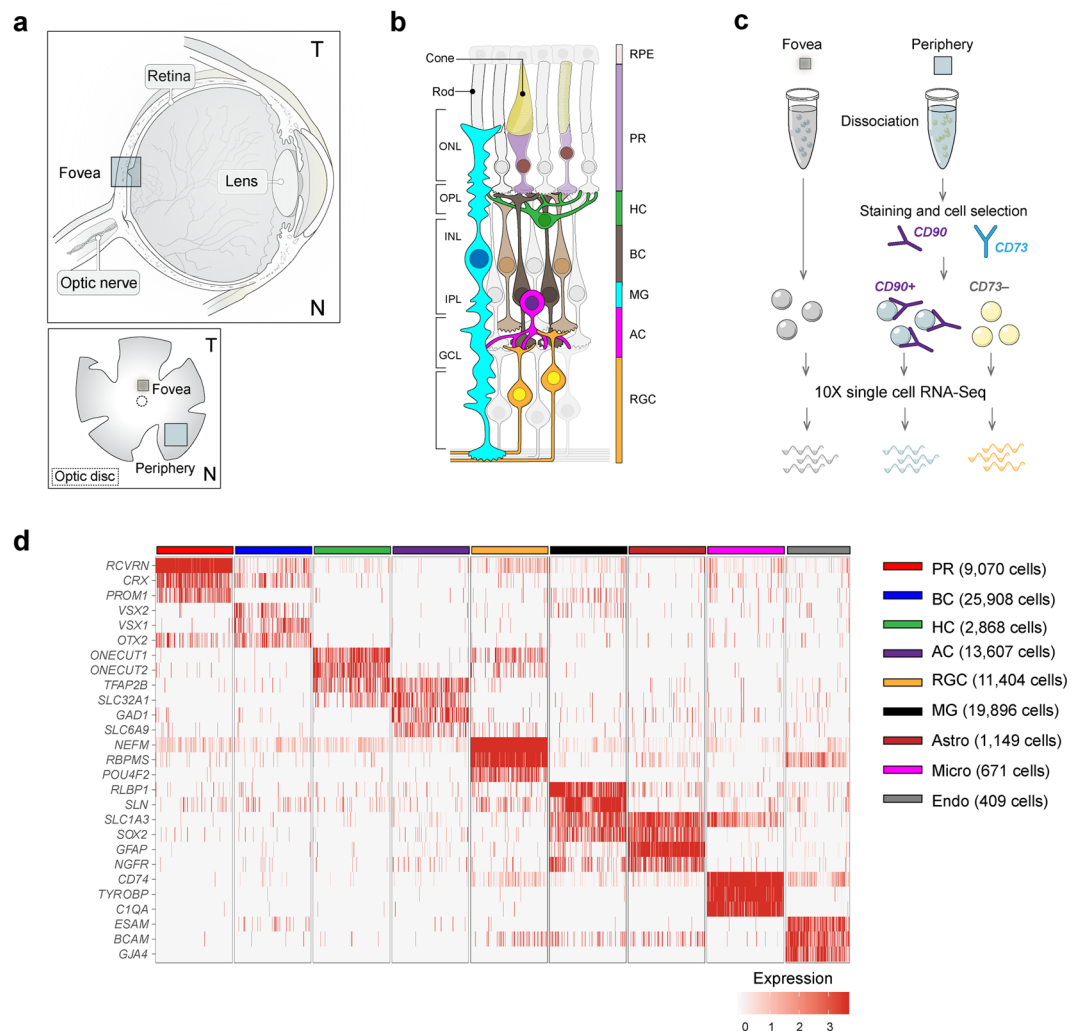 a
T
Retina
Fovea
Lens
Optic nerve
N
T
Fovea
Periphery
N
Optic disc
b
Cone
Rod
ONL
OPL
INL
IPL
GCL
RPE
PR
HC
BC
MG
AC
RGC
c
Fovea
Periphery
Dissociation
Staining and cell selection
CD90
CD73
CD90+
CD73–
10X single cell RNA-Seq
d
RCVRN
CRX
PROM1
VSX2
VSX1
OTX2
ONECUT1
ONECUT2
TFAP2B
SLC32A1
GAD1
SLC6A9
NEFM
RBPMS
POU4F2
RLBP1
SLN
SLC1A3
SOX2
GFAP
NGFR
CD74
TYROBP
C1QA
ESAM
BCAM
GJA4
PR (9,070 cells)
BC (25,908 cells)
HC (2,868 cells)
AC (13,607 cells)
RGC (11,404 cells)
MG (19,896 cells)
Astro (1,149 cells)
Micro (671 cells)
Endo (409 cells)
Expression
0 1 2 3